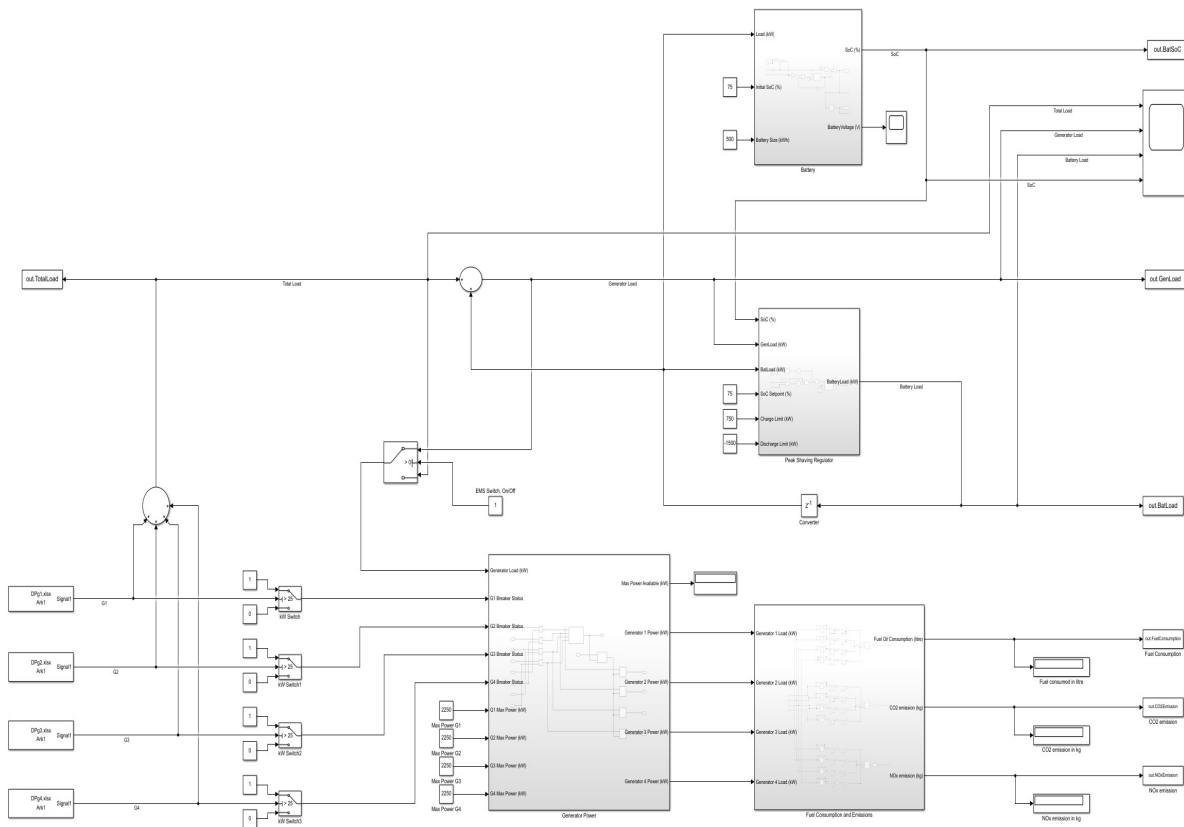 Load (kW)
SoC (%)
SoC
out.BatSoC
75
Initial SoC (%)
Total Load
BatteryVoltage (V)
Generator Load
500
Battery Size (kWh)
Battery Load
Battery
SoC
out.TotalLoad
Total Load
Generator Load
out.GenLoad
SoC (%)
GenLoad (kW)
BatLoad (kW)
BatteryLoad (kW)
Battery Load
75
SoC Setpoint (%)
750
Charge Limit (kW)
-1500
Discharge Limit (kW)
Peak Shaving Regulator
> 0
EMS Switch, On/Off
1
Z-1
Converter
out.BatLoad
Generator Load (kW)
Max Power Available (kW)
DPg1.xlsx
Ark1
Signal1
G1
1
> 25
0
kW Switch
G1 Breaker Status
DPg2.xlsx
Ark1
Signal1
G2
1
> 25
0
kW Switch1
G2 Breaker Status
Generator 1 Power (kW)
Generator 1 Load (kW)
Fuel Oil Consumption (litre)
out.FuelConsumption
Fuel Consumption
Fuel consumed in litre
G3 Breaker Status
G4 Breaker Status
Generator 2 Power (kW)
Generator 2 Load (kW)
DPg3.xlsx
Ark1
Signal1
G3
1
> 25
0
kW Switch2
2250
G1 Max Power (kW)
Max Power G1
2250
G2 Max Power (kW)
Max Power G2
Generator 3 Power (kW)
Generator 3 Load (kW)
CO2 emission (kg)
out.CO2Emission
CO2 emission
CO2 emission in kg
2250
G3 Max Power (kW)
Max Power G3
DPg4.xlsx
Ark1
Signal1
G4
1
> 25
0
kW Switch3
2250
G4 Max Power (kW)
Max Power G4
Generator 4 Power (kW)
Generator 4 Load (kW)
NOx emission (kg)
out.NOxEmission
NOx emission
NOx emission in kg
Generator Power
Fuel Consumption and Emissions